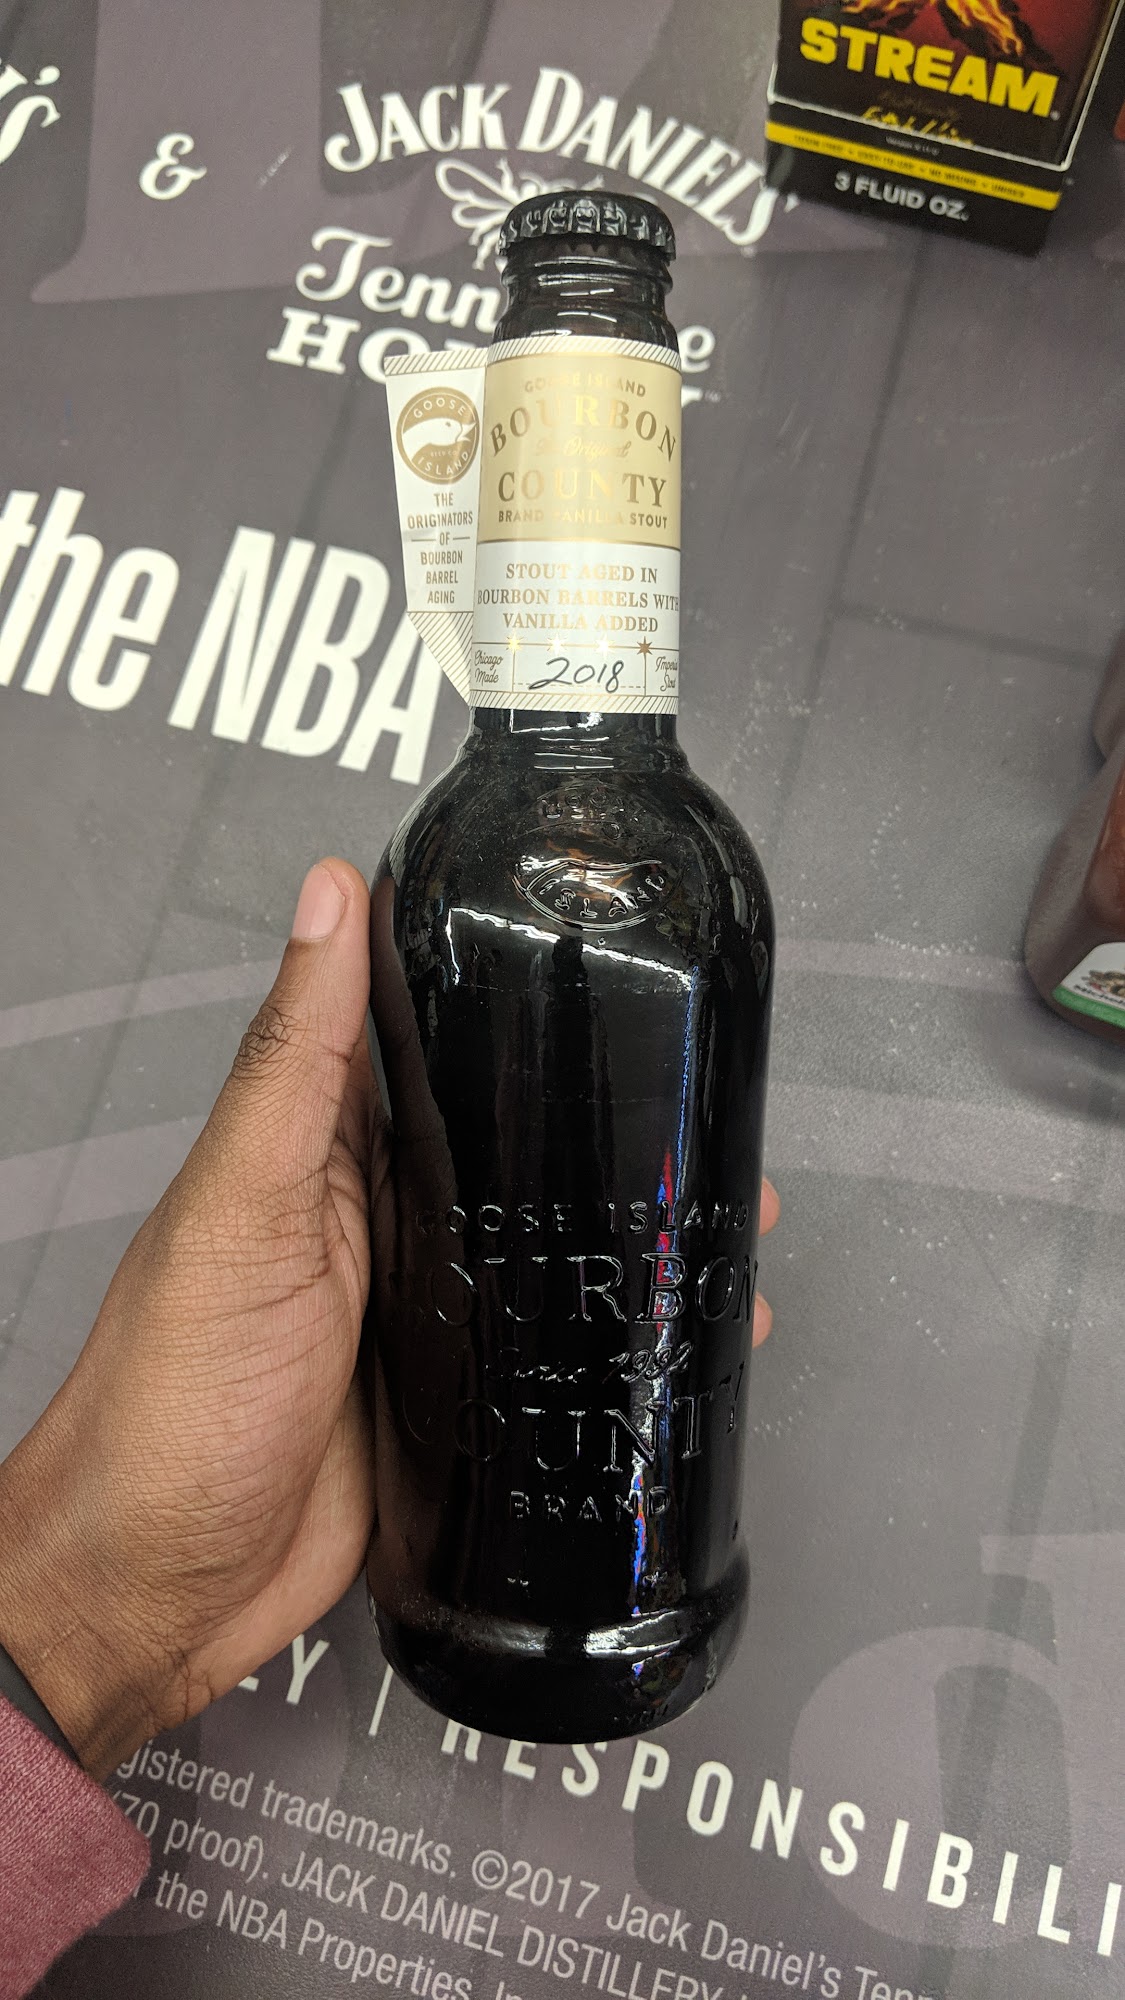 STREAM
3 FLUID OZ.
&
JACK DANIEL'S
Tenn
HO
the NBA
GOOSE
ISLAND
THE
ORIGINATORS
OF
BOURBON
BARREL
AGING
GOOSE ISLAND
BOURBON
The Original
COUNTY
BRAND VANILLA STOUT
STOUT AGED IN
BOURBON BARRELS WITH
VANILLA ADDED
Chicago
Made
2018
Stout
ISLAND
GOOSE ISLAND
BOURBON
Since 1992
COUNTY
BRAND
EY | RESPONSIBILI
gistered trademarks. ©2017 Jack Daniel's Tenn
(70 proof). JACK DANIEL DISTILLERY,
the NBA Properties, In